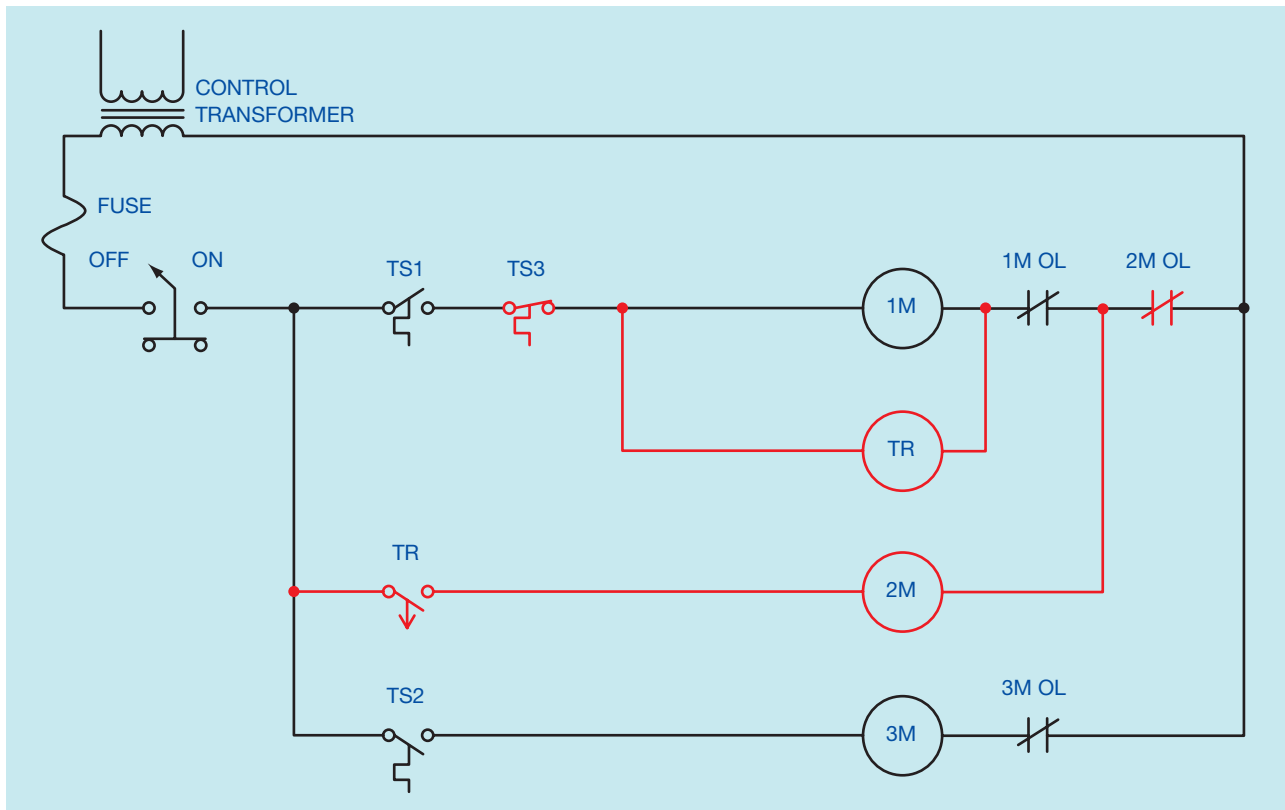 CONTROL
TRANSFORMER
FUSE
OFF ON
TS1 TS3 1M OL 2M OL
1M
TR
TR
2M
TS2 3M OL
3M